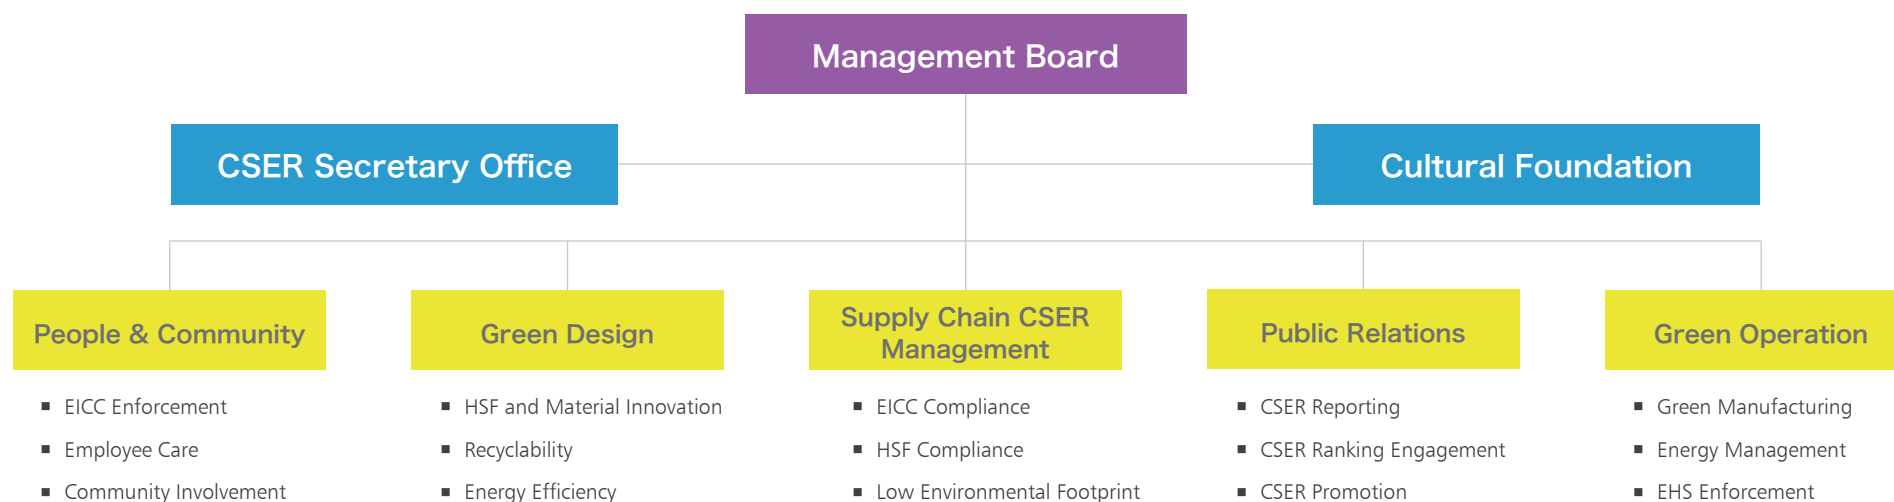 Management Board
CSER Secretary Office
Cultural Foundation
People & Community
Green Design
Supply Chain CSER
Management
Public Relations
Green Operation
▪ EICC Enforcement
▪ Employee Care
▪ Community Involvement
▪ HSF and Material Innovation
▪ Recyclability
▪ Energy Efficiency
▪ EICC Compliance
▪ HSF Compliance
▪ Low Environmental Footprint
▪ CSER Reporting
▪ CSER Ranking Engagement
▪ CSER Promotion
▪ Green Manufacturing
▪ Energy Management
▪ EHS Enforcement